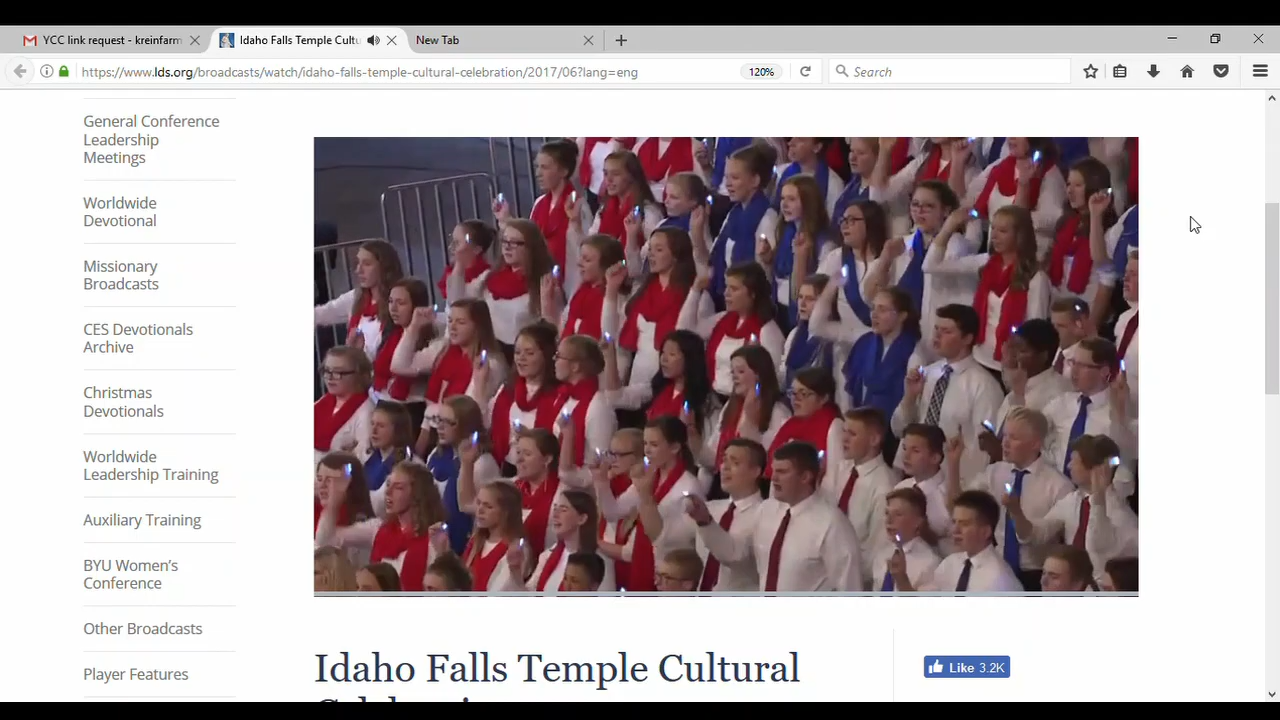 YCC link request - kreinfarm
Idaho Falls Temple Cultu
New Tab
https://www.lds.org/broadcasts/watch/idaho-falls-temple-cultural-celebration/2017/06?lang=eng
120%
Search
General Conference
Leadership
Meetings
Worldwide
Devotional
Missionary
Broadcasts
CES Devotionals
Archive
Christmas
Devotionals
Worldwide
Leadership Training
Auxiliary Training
BYU Women's
Conference
Other Broadcasts
Player Features
Idaho Falls Temple Cultural
Like 3.2K